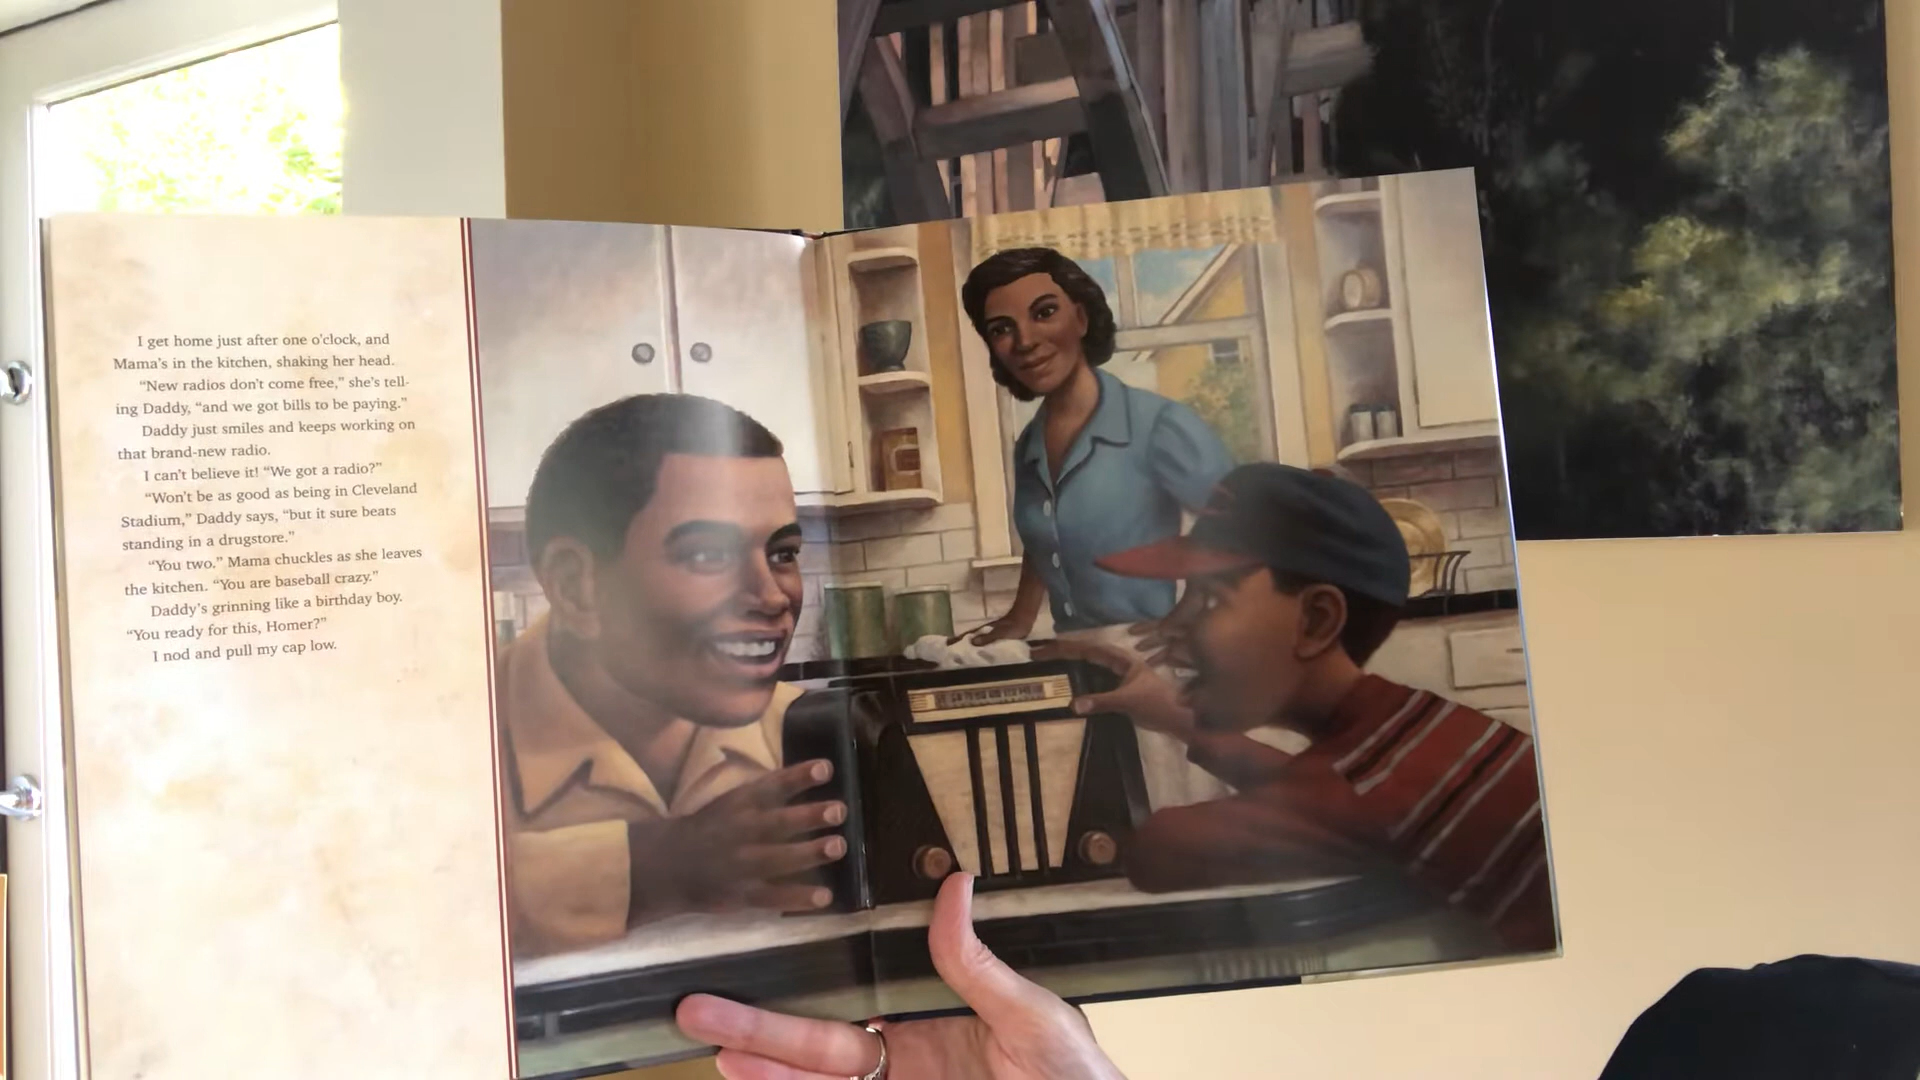 I get home just after one o'clock, and
Mama's in the kitchen, shaking her head.
“New radios don't come free,” she's tell-
ing Daddy, “and we got bills to be paying.”
Daddy just smiles and keeps working on
that brand-new radio.
I can't believe it! “We got a radio?”
“Won't be as good as being in Cleveland
Stadium,” Daddy says, “but it sure beats
standing in a drugstore.”
“You two.” Mama chuckles as she leaves
the kitchen. “You are baseball crazy.”
Daddy's grinning like a birthday boy.
“You ready for this, Homer?”
I nod and pull my cap low.